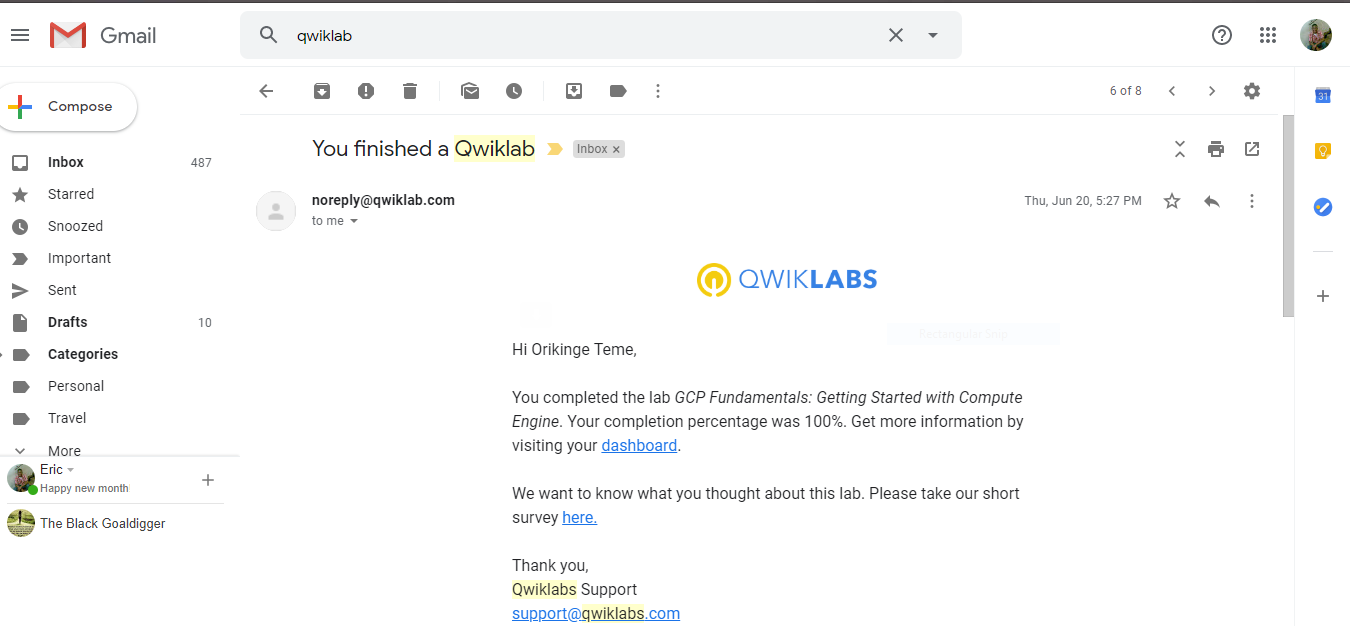 Gmail
qwiklab
Compose
6 of 8
Inbox 487
Starred
Snoozed
Important
Sent
Drafts 10
Categories
Personal
Travel
More
Eric
Happy new month
The Black Goaldigger
You finished a Qwiklab Inbox ×
noreply@qwiklab.com Thu, Jun 20, 5:27 PM
to me
QWIKLABS
Rectangular Snip
Hi Orikinge Teme,
You completed the lab GCP Fundamentals: Getting Started with Compute
Engine. Your completion percentage was 100%. Get more information by
visiting your dashboard.
We want to know what you thought about this lab. Please take our short
survey here.
Thank you,
Qwiklabs Support
support@qwiklabs.com
31